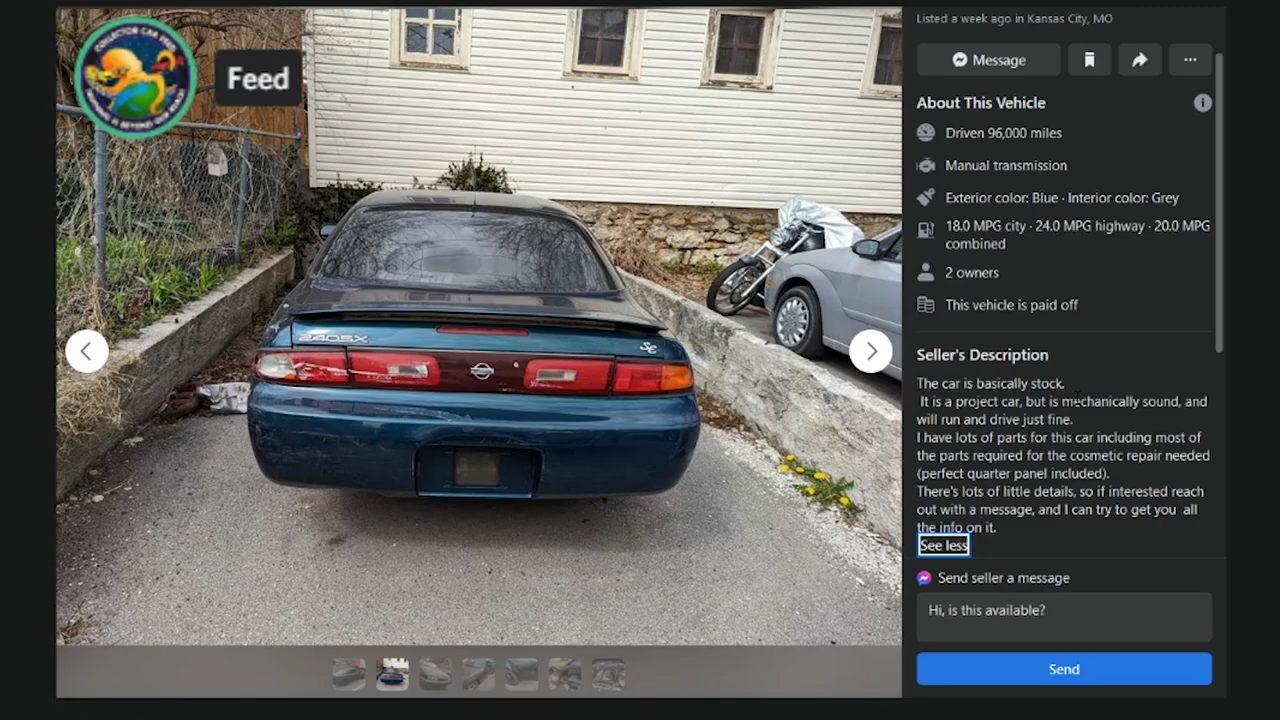 COLLECTOR CAR FEED
Feed
240SX
SE
Listed a week ago in Kansas City, MO
Message
About This Vehicle
Driven 96,000 miles
Manual transmission
Exterior color: Blue · Interior color: Grey
18.0 MPG city · 24.0 MPG highway · 20.0 MPG
combined
2 owners
This vehicle is paid off
Seller's Description
The car is basically stock.
It is a project car, but is mechanically sound, and
will run and drive just fine.
I have lots of parts for this car including most of
the parts required for the cosmetic repair needed
(perfect quarter panel included).
There's lots of little details, so if interested reach
out with a message, and I can try to get you all
the info on it.
See less
Send seller a message
Hi, is this available?
Send